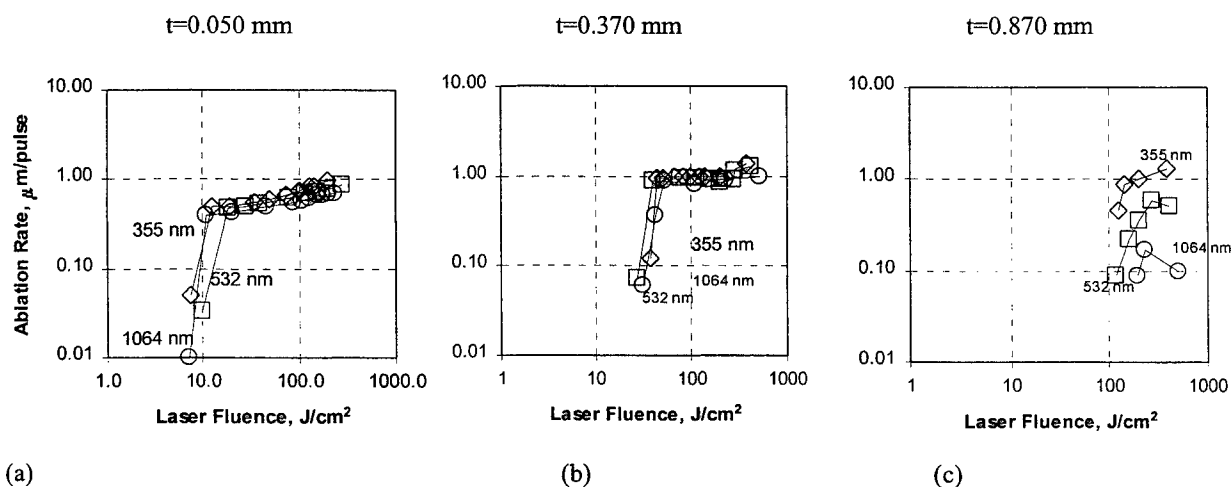 t=0.050 mm
t=0.370 mm
t=0.870 mm
Ablation Rate, μm/pulse
10.00
1.00
0.10
0.01
355 nm
532 nm
1064 nm
1.0
10.0
100.0
1000.0
Laser Fluence, J/cm²
(a)
10.00
1.00
0.10
0.01
355 nm
532 nm
1064 nm
1
10
100
1000
Laser Fluence, J/cm²
(b)
10.00
1.00
0.10
0.01
355 nm
1064 nm
532 nm
1
10
100
1000
Laser Fluence, J/cm²
(c)